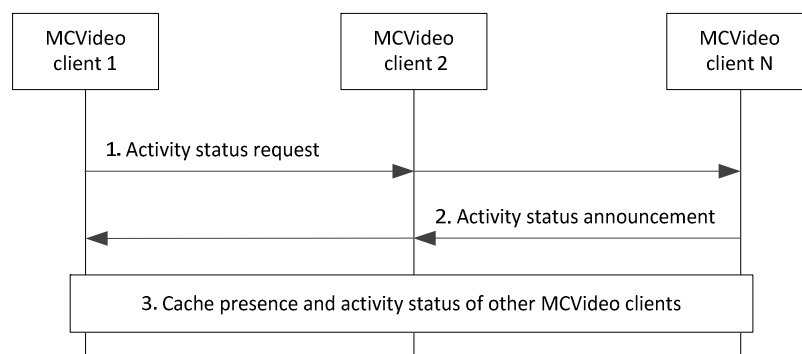 MCVideo
client 1
MCVideo
client 2
MCVideo
client N
1. Activity status request
2. Activity status announcement
3. Cache presence and activity status of other MCVideo clients